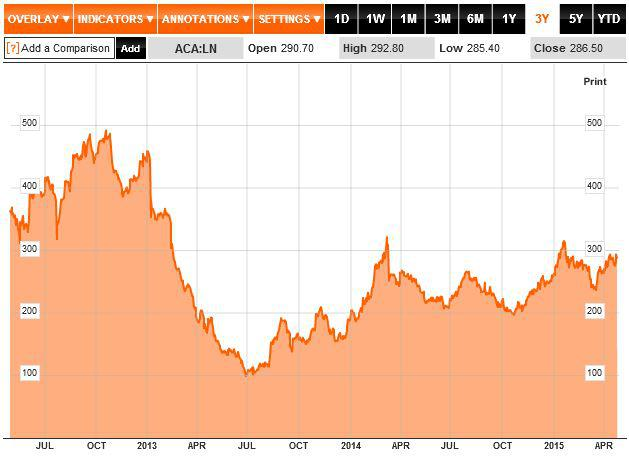 OVERLAY ▼ INDICATORS ▼ ANNOTATIONS ▼ SETTINGS ▼ 1D 1W 1M 3M 6M 1Y 3Y 5Y YTD
[?] Add a Comparison Add ACA:LN Open 290.70 High 292.80 Low 285.40 Close 286.50
Print
500 500
400 400
300 300
200 200
100 100
JUL OCT 2013 APR JUL OCT 2014 APR JUL OCT 2015 APR